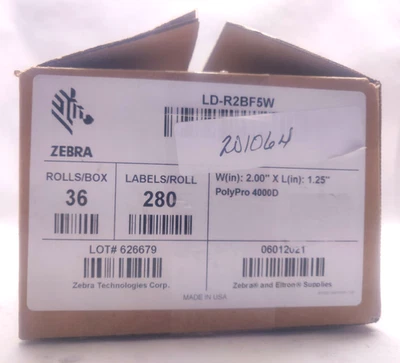 LD-R2BF5W
201064
ZEBRA
ROLLS/BOX
36
LABELS/ROLL
280
W(in): 2.00" X L(in): 1.25"
PolyPro 4000D
LOT# 626679
06012021
Zebra Technologies Corp.
Zebra® and Eltron® Supplies
MADE IN USA